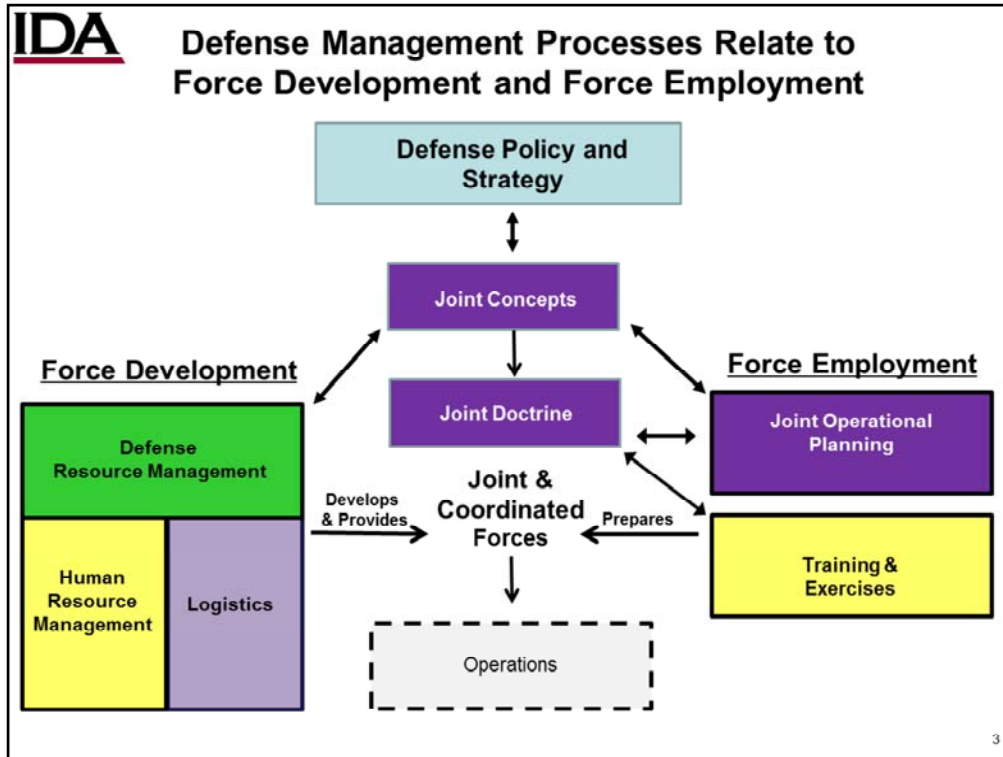 IDA
Defense Management Processes Relate to
Force Development and Force Employment
Defense Policy and
Strategy
Joint Concepts
Force Development
Force Employment
Joint Doctrine
Joint Operational
Planning
Defense
Resource Management
Joint &
Coordinated
Forces
Develops
& Provides
Prepares
Human
Resource
Management
Logistics
Training &
Exercises
Operations
3